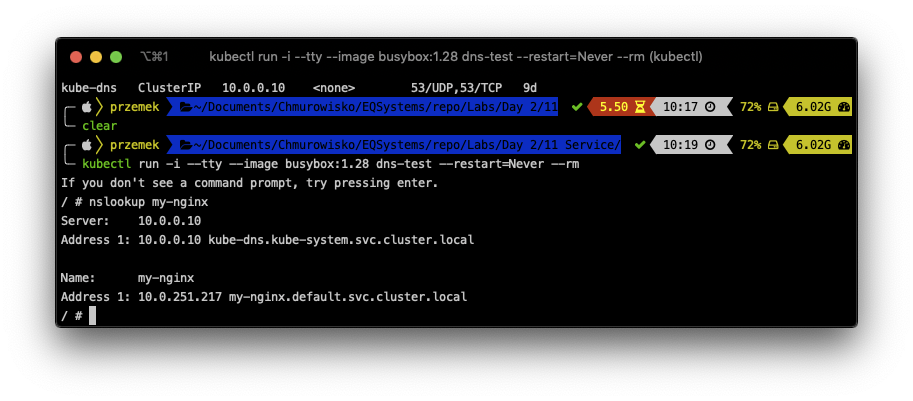 ⌥⌘1 kubectl run -i --tty --image busybox:1.28 dns-test --restart=Never --rm (kubectl)
kube-dns   ClusterIP   10.0.0.10    <none>        53/UDP,53/TCP   9d
przemek ~/Documents/Chmurowisko/EQSystems/repo/Labs/Day 2/11 ✔ 5.50 10:17 72% 6.02G
clear
przemek ~/Documents/Chmurowisko/EQSystems/repo/Labs/Day 2/11 Service/ ✔ 10:19 72% 6.02G
kubectl run -i --tty --image busybox:1.28 dns-test --restart=Never --rm
If you don't see a command prompt, try pressing enter.
/ # nslookup my-nginx
Server:    10.0.0.10
Address 1: 10.0.0.10 kube-dns.kube-system.svc.cluster.local
Name:      my-nginx
Address 1: 10.0.251.217 my-nginx.default.svc.cluster.local
/ #